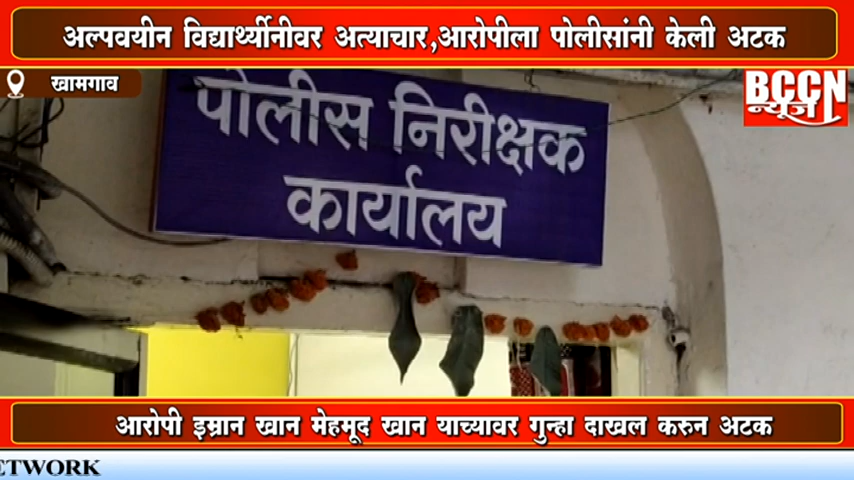 अल्पवयीन विद्यार्थ्यीनीवर अत्याचार,आरोपीला पोलीसांनी केली अटक
खामगाव
BCCN
न्यूज
पोलीस निरीक्षक
कार्यालय
आरोपी इम्रान खान मेहमूद खान याच्यावर गुन्हा दाखल करुन अटक
ETWORK